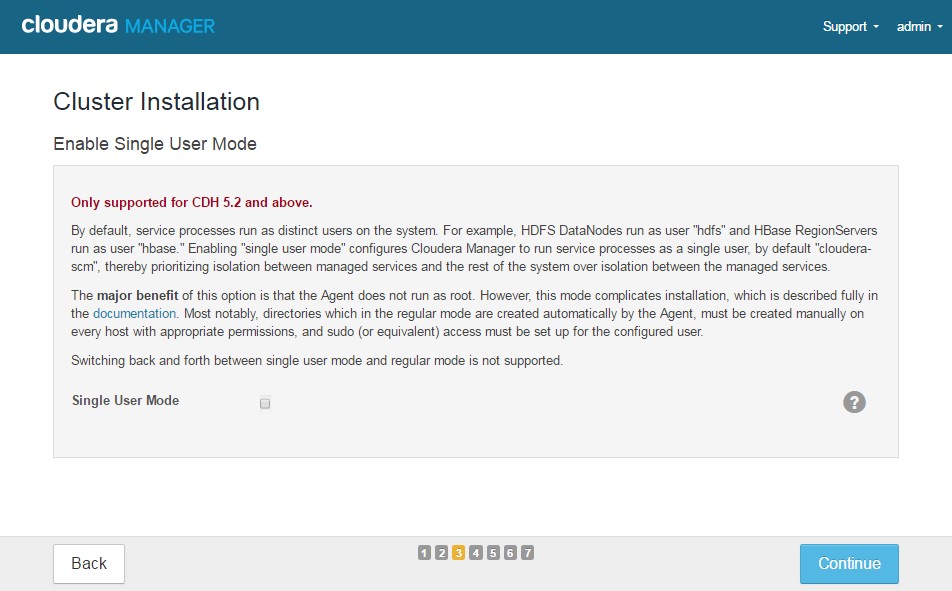 cloudera MANAGER
Support admin
Cluster Installation
Enable Single User Mode
Only supported for CDH 5.2 and above.
By default, service processes run as distinct users on the system. For example, HDFS DataNodes run as user "hdfs" and HBase RegionServers
run as user "hbase." Enabling "single user mode" configures Cloudera Manager to run service processes as a single user, by default "cloudera-
scm", thereby prioritizing isolation between managed services and the rest of the system over isolation between the managed services.
The major benefit of this option is that the Agent does not run as root. However, this mode complicates installation, which is described fully in
the documentation. Most notably, directories which in the regular mode are created automatically by the Agent, must be created manually on
every host with appropriate permissions, and sudo (or equivalent) access must be set up for the configured user.
Switching back and forth between single user mode and regular mode is not supported.
Single User Mode ?
Back 1 2 3 4 5 6 7 Continue